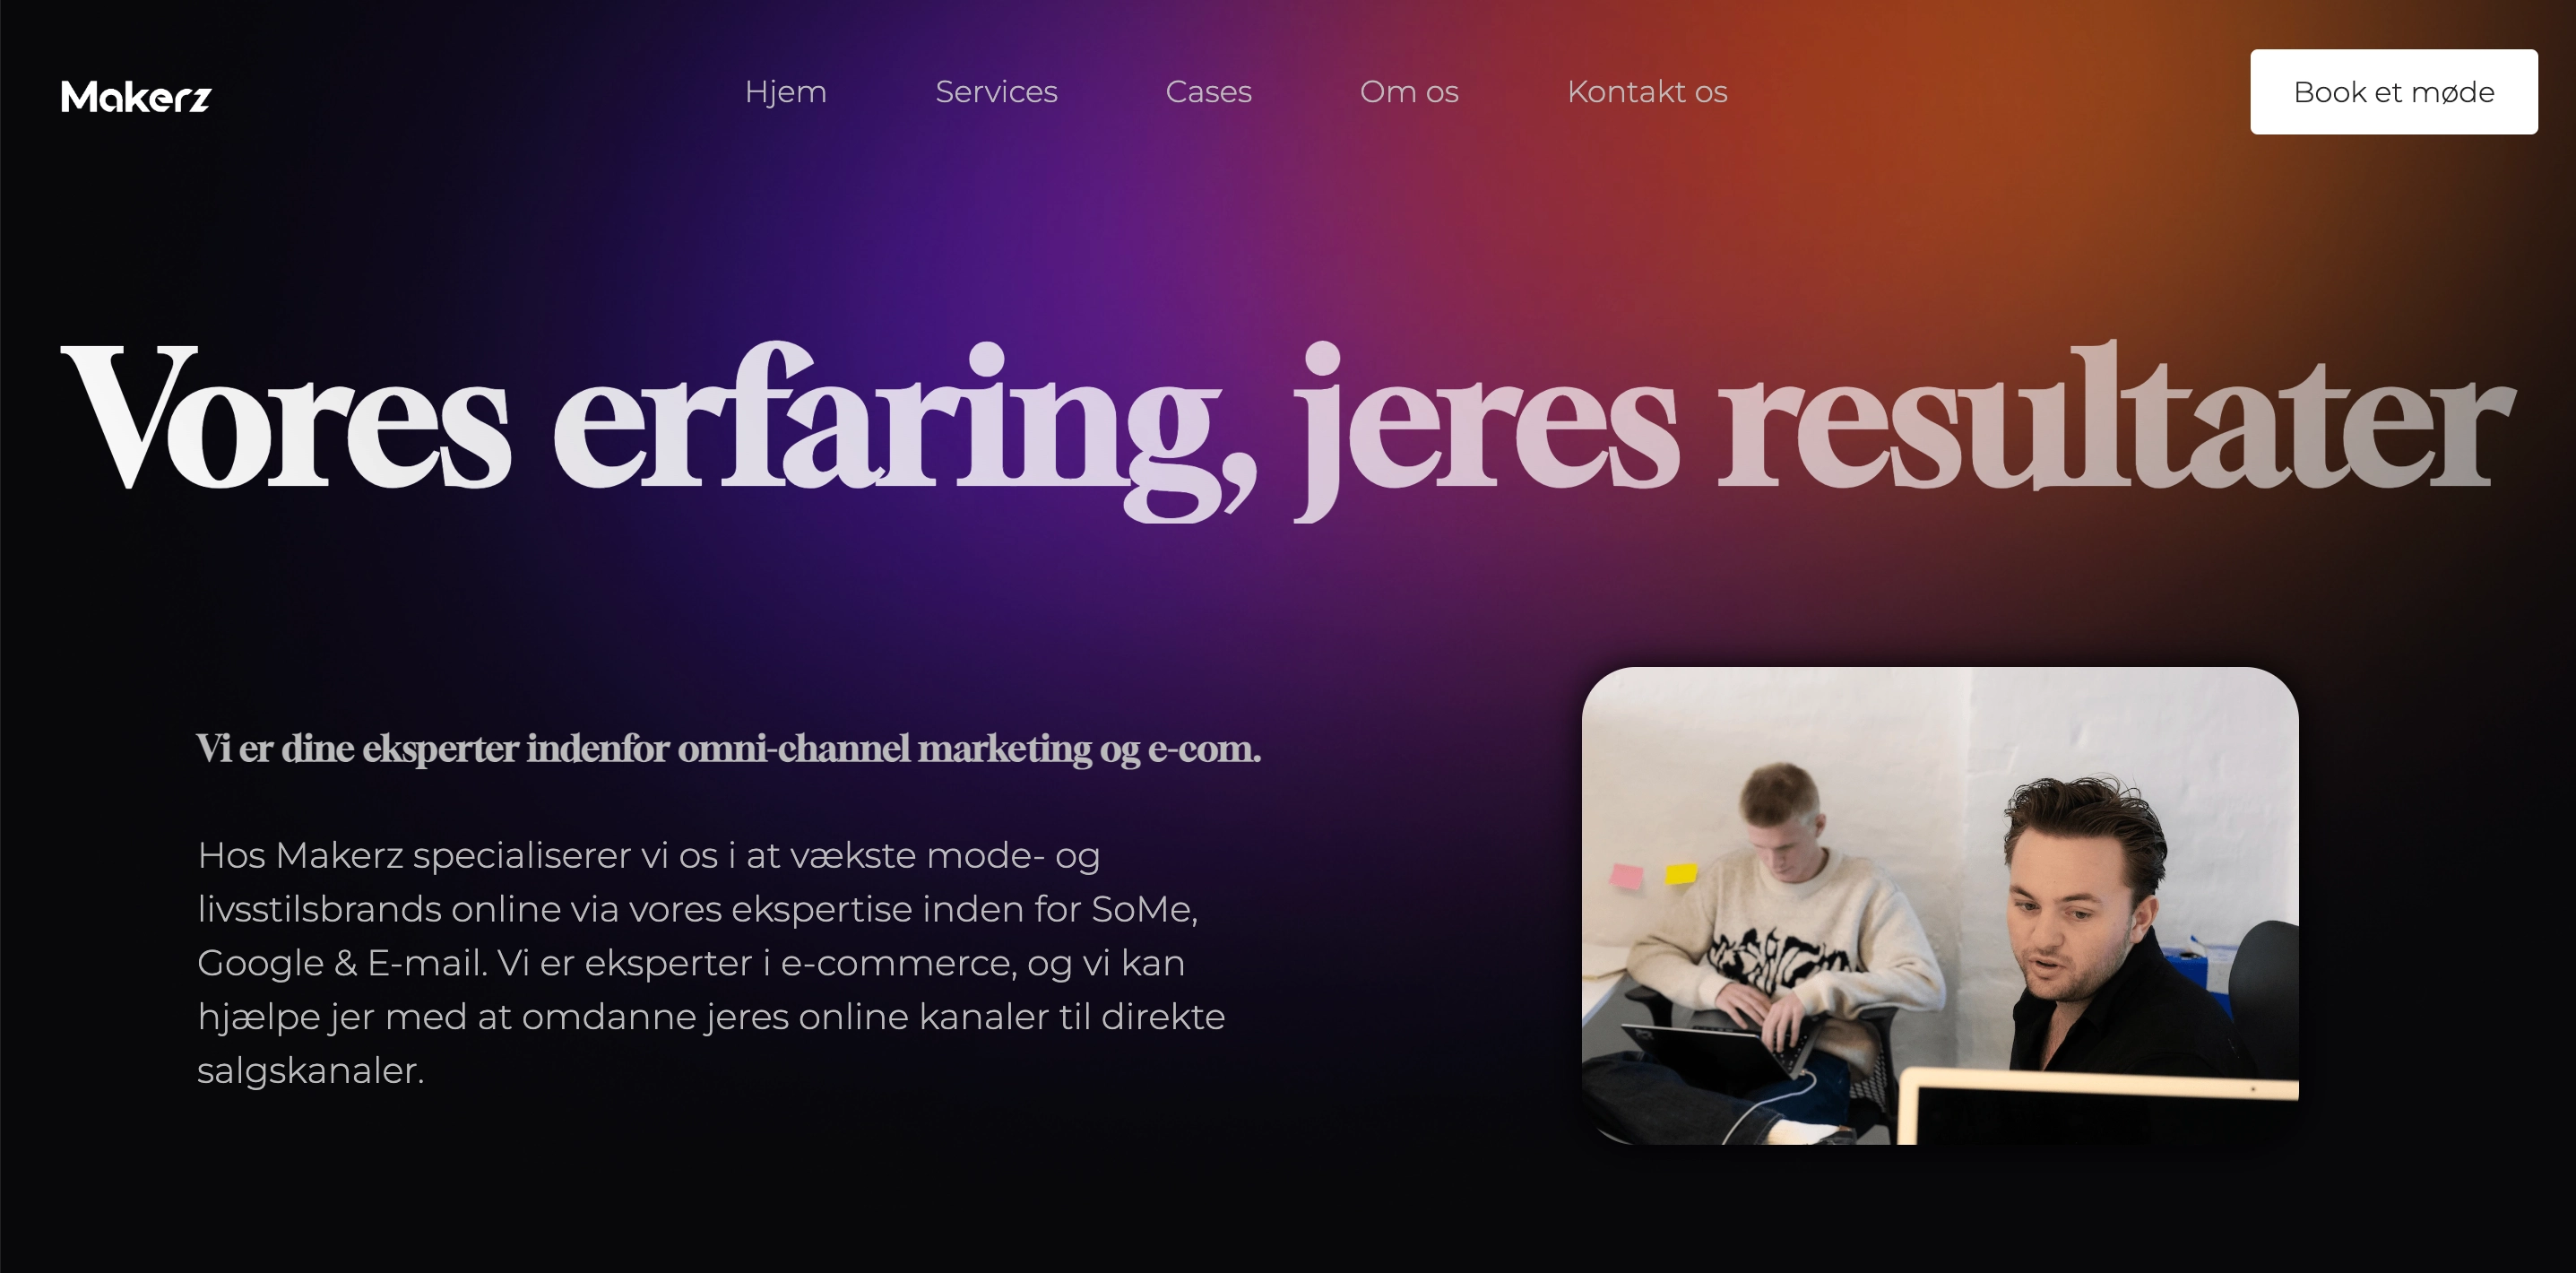 Makerz
Hjem
Services
Cases
Om os
Kontakt os
Book et møde
Vores erfaring, jeres resultater
Vi er dine eksperter indenfor omni-channel marketing og e-com.
Hos Makerz specialiserer vi os i at vækste mode- og
livsstilsbrands online via vores ekspertise inden for SoMe,
Google & E-mail. Vi er eksperter i e-commerce, og vi kan
hjælpe jer med at omdanne jeres online kanaler til direkte
salgskanaler.